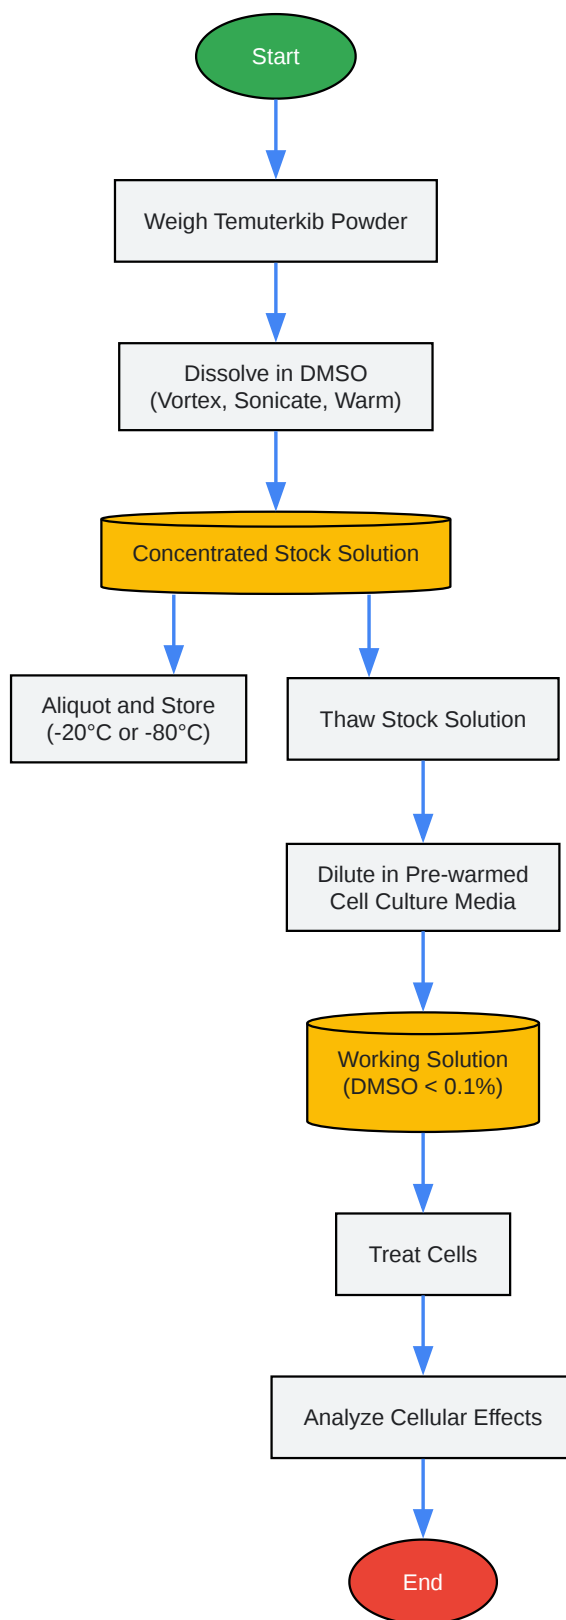 Start
Weigh Temuterkib Powder
Dissolve in DMSO
(Vortex, Sonicate, Warm)
Concentrated Stock Solution
Aliquot and Store
(-20°C or -80°C)
Thaw Stock Solution
Dilute in Pre-warmed
Cell Culture Media
Working Solution
(DMSO < 0.1%)
Treat Cells
Analyze Cellular Effects
End